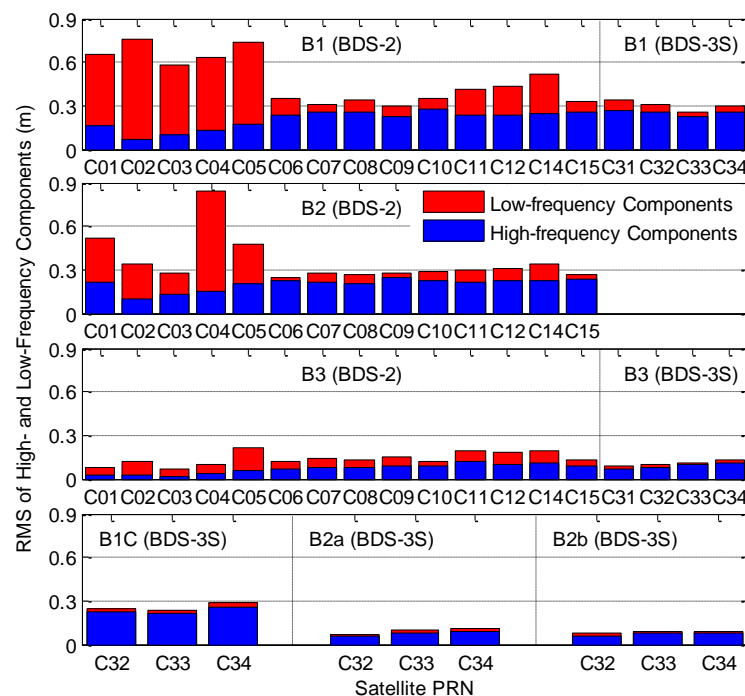 RMS of High- and Low-Frequency Components (m)
0.9
0.6
0.3
0
B1 (BDS-2)
B1 (BDS-3S)
C01 C02 C03 C04 C05 C06 C07 C08 C09 C10 C11 C12 C14 C15 C31 C32 C33 C34
0.9
0.6
0.3
0
B2 (BDS-2)
Low-frequency Components
High-frequency Components
C01 C02 C03 C04 C05 C06 C07 C08 C09 C10 C11 C12 C14 C15
0.9
0.6
0.3
0
B3 (BDS-2)
B3 (BDS-3S)
C01 C02 C03 C04 C05 C06 C07 C08 C09 C10 C11 C12 C14 C15 C31 C32 C33 C34
0.9
0.6
0.3
0
B1C (BDS-3S)
B2a (BDS-3S)
B2b (BDS-3S)
C32 C33 C34 C32 C33 C34 C32 C33 C34
Satellite PRN